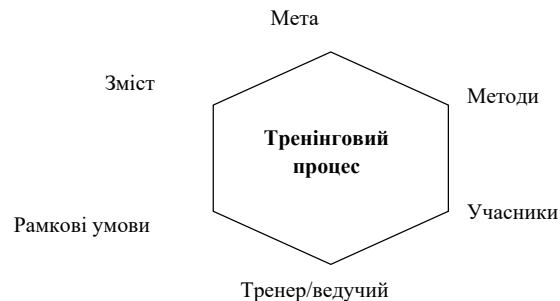 Мета
Зміст
Методи
Тренінговий
процес
Рамкові умови
Учасники
Тренер/ведучий